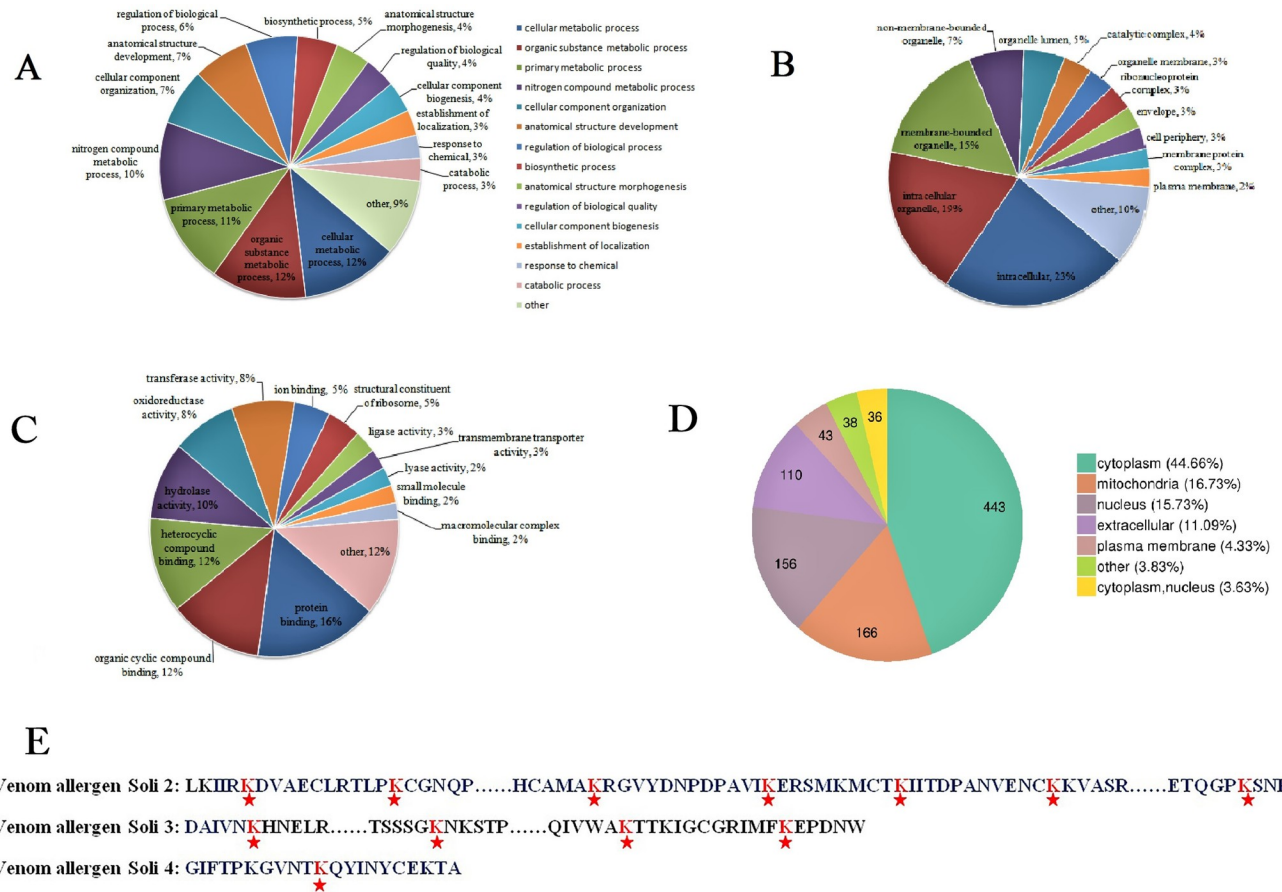 A
regulation of biological
process, 6%
biosynthetic process, 5%
anatomical structure
morphogenesis, 4%
anatomical structure
development, 7%
regulation of biological
quality, 4%
cellular component
organization, 7%
cellular component
biogenesis, 4%
establishment of
localization, 3%
nitrogen compound
metabolic
process, 10%
response to
chemical, 3%
catabolic
process, 3%
primary metabolic
process, 11%
other, 9%
organic
substance
metabolic
process, 12%
cellular
metabolic
process, 12%
cellular metabolic process
organic substance metabolic process
primary metabolic process
nitrogen compound metabolic process
cellular component organization
anatomical structure development
regulation of biological process
biosynthetic process
anatomical structure morphogenesis
regulation of biological quality
cellular component biogenesis
establishment of localization
response to chemical
catabolic process
other
B
non-membrane-bounded
organelle, 7%
organelle lumen, 5%
catalytic complex, 4%
organelle membrane, 3%
ribonucleoprotein
complex, 3%
envelope, 3%
cell periphery, 3%
membrane protein
complex, 3%
plasma membrane, 2%
membrane-bounded
organelle, 15%
intracellular
organelle, 19%
other, 10%
intracellular, 23%
C
transferase activity, 8%
ion binding, 5%
structural constituent
of ribosome, 5%
oxidoreductase
activity, 8%
ligase activity, 3%
transmembrane transporter
activity, 3%
lyase activity, 2%
small molecule
binding, 2%
macromolecular complex
binding, 2%
hydrolase
activity, 10%
heterocyclic
compound
binding, 12%
other, 12%
protein
binding, 16%
organic cyclic compound
binding, 12%
D
36
38
43
110
156
166
443
cytoplasm (44.66%)
mitochondria (16.73%)
nucleus (15.73%)
extracellular (11.09%)
plasma membrane (4.33%)
other (3.83%)
cytoplasm,nucleus (3.63%)
E
Venom allergen Soli 2: LKIIRKDVAECLRTLPKCGNQP......HCAMAKRGVYDNPDPAVIKERSMKMCTKIITDPANVENCKKVASR......ETQGPKSNI
Venom allergen Soli 3: DAIVNKHNELR......TSSSGKNKSTP......QIVWAKTTKIGCGRIMFKEPDNW
Venom allergen Soli 4: GIFTPKGVNTKQYINYCEKTA